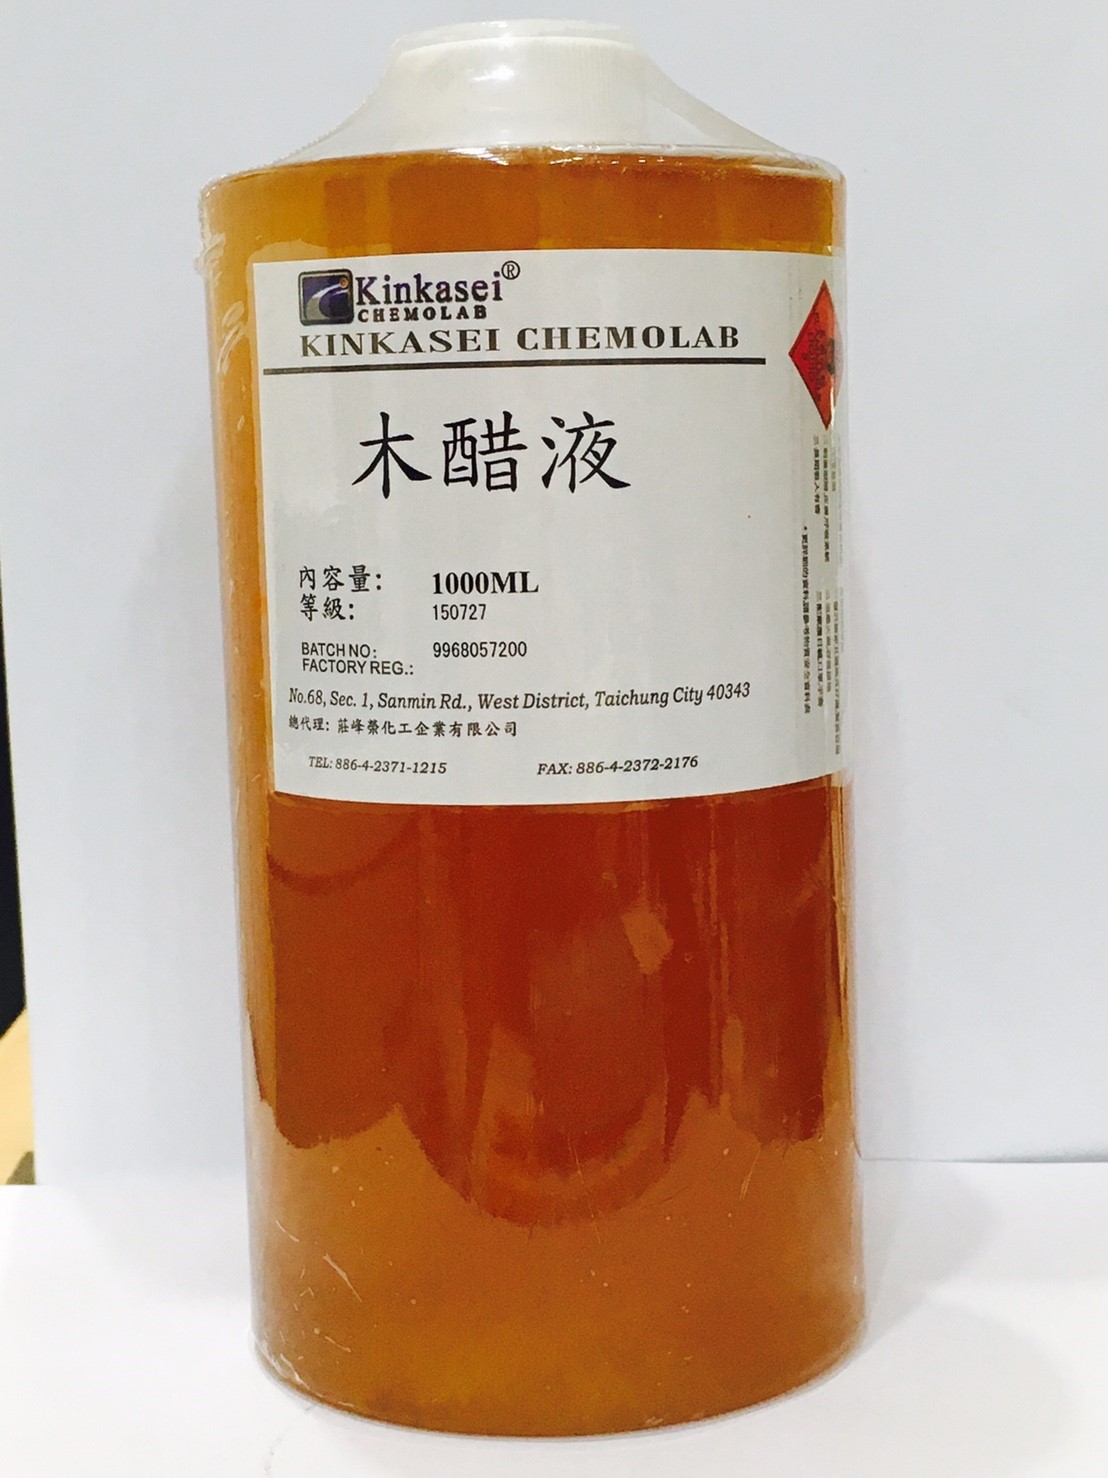 Kinkasei®
CHEMOLAB
KINKASEI CHEMOLAB
木醋液
內容量: 1000ML
等級: 150727
BATCH NO: 9968057200
FACTORY REG.:
No.68, Sec. 1, Sanmin Rd., West District, Taichung City 40343
總代理: 莊峰榮化工企業有限公司
TEL: 886-4-2371-1215 FAX: 886-4-2372-2176